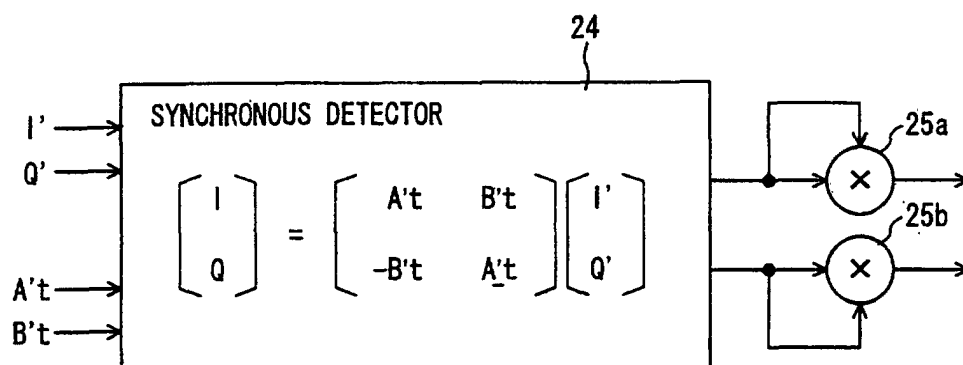 24
SYNCHRONOUS DETECTOR
I'
Q'
A't
B't
I
Q
=
A't B't
-B't A't
I'
Q'
25a
×
25b
×